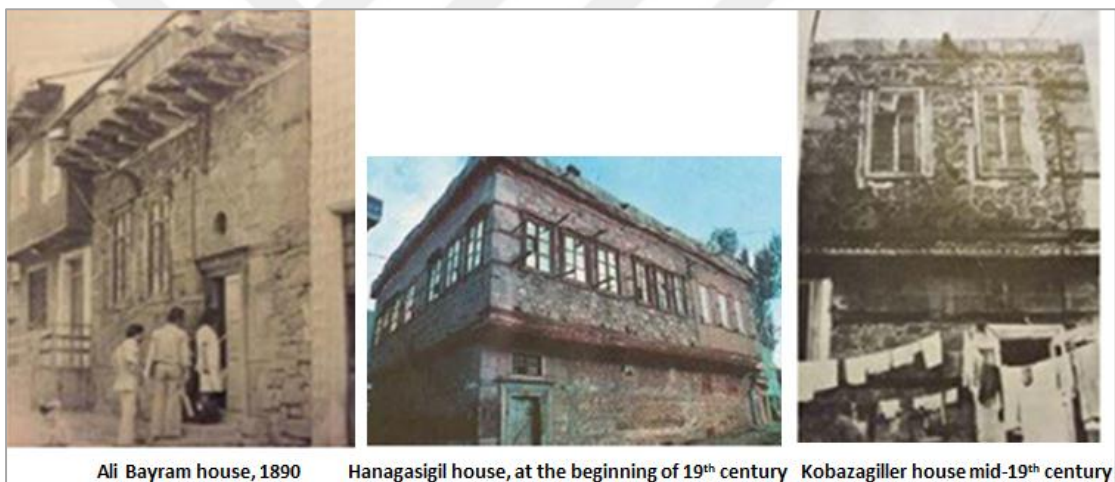 Ali Bayram house, 1890
Hanagasigil house, at the beginning of 19th century
Kobazagiller house mid-19th century